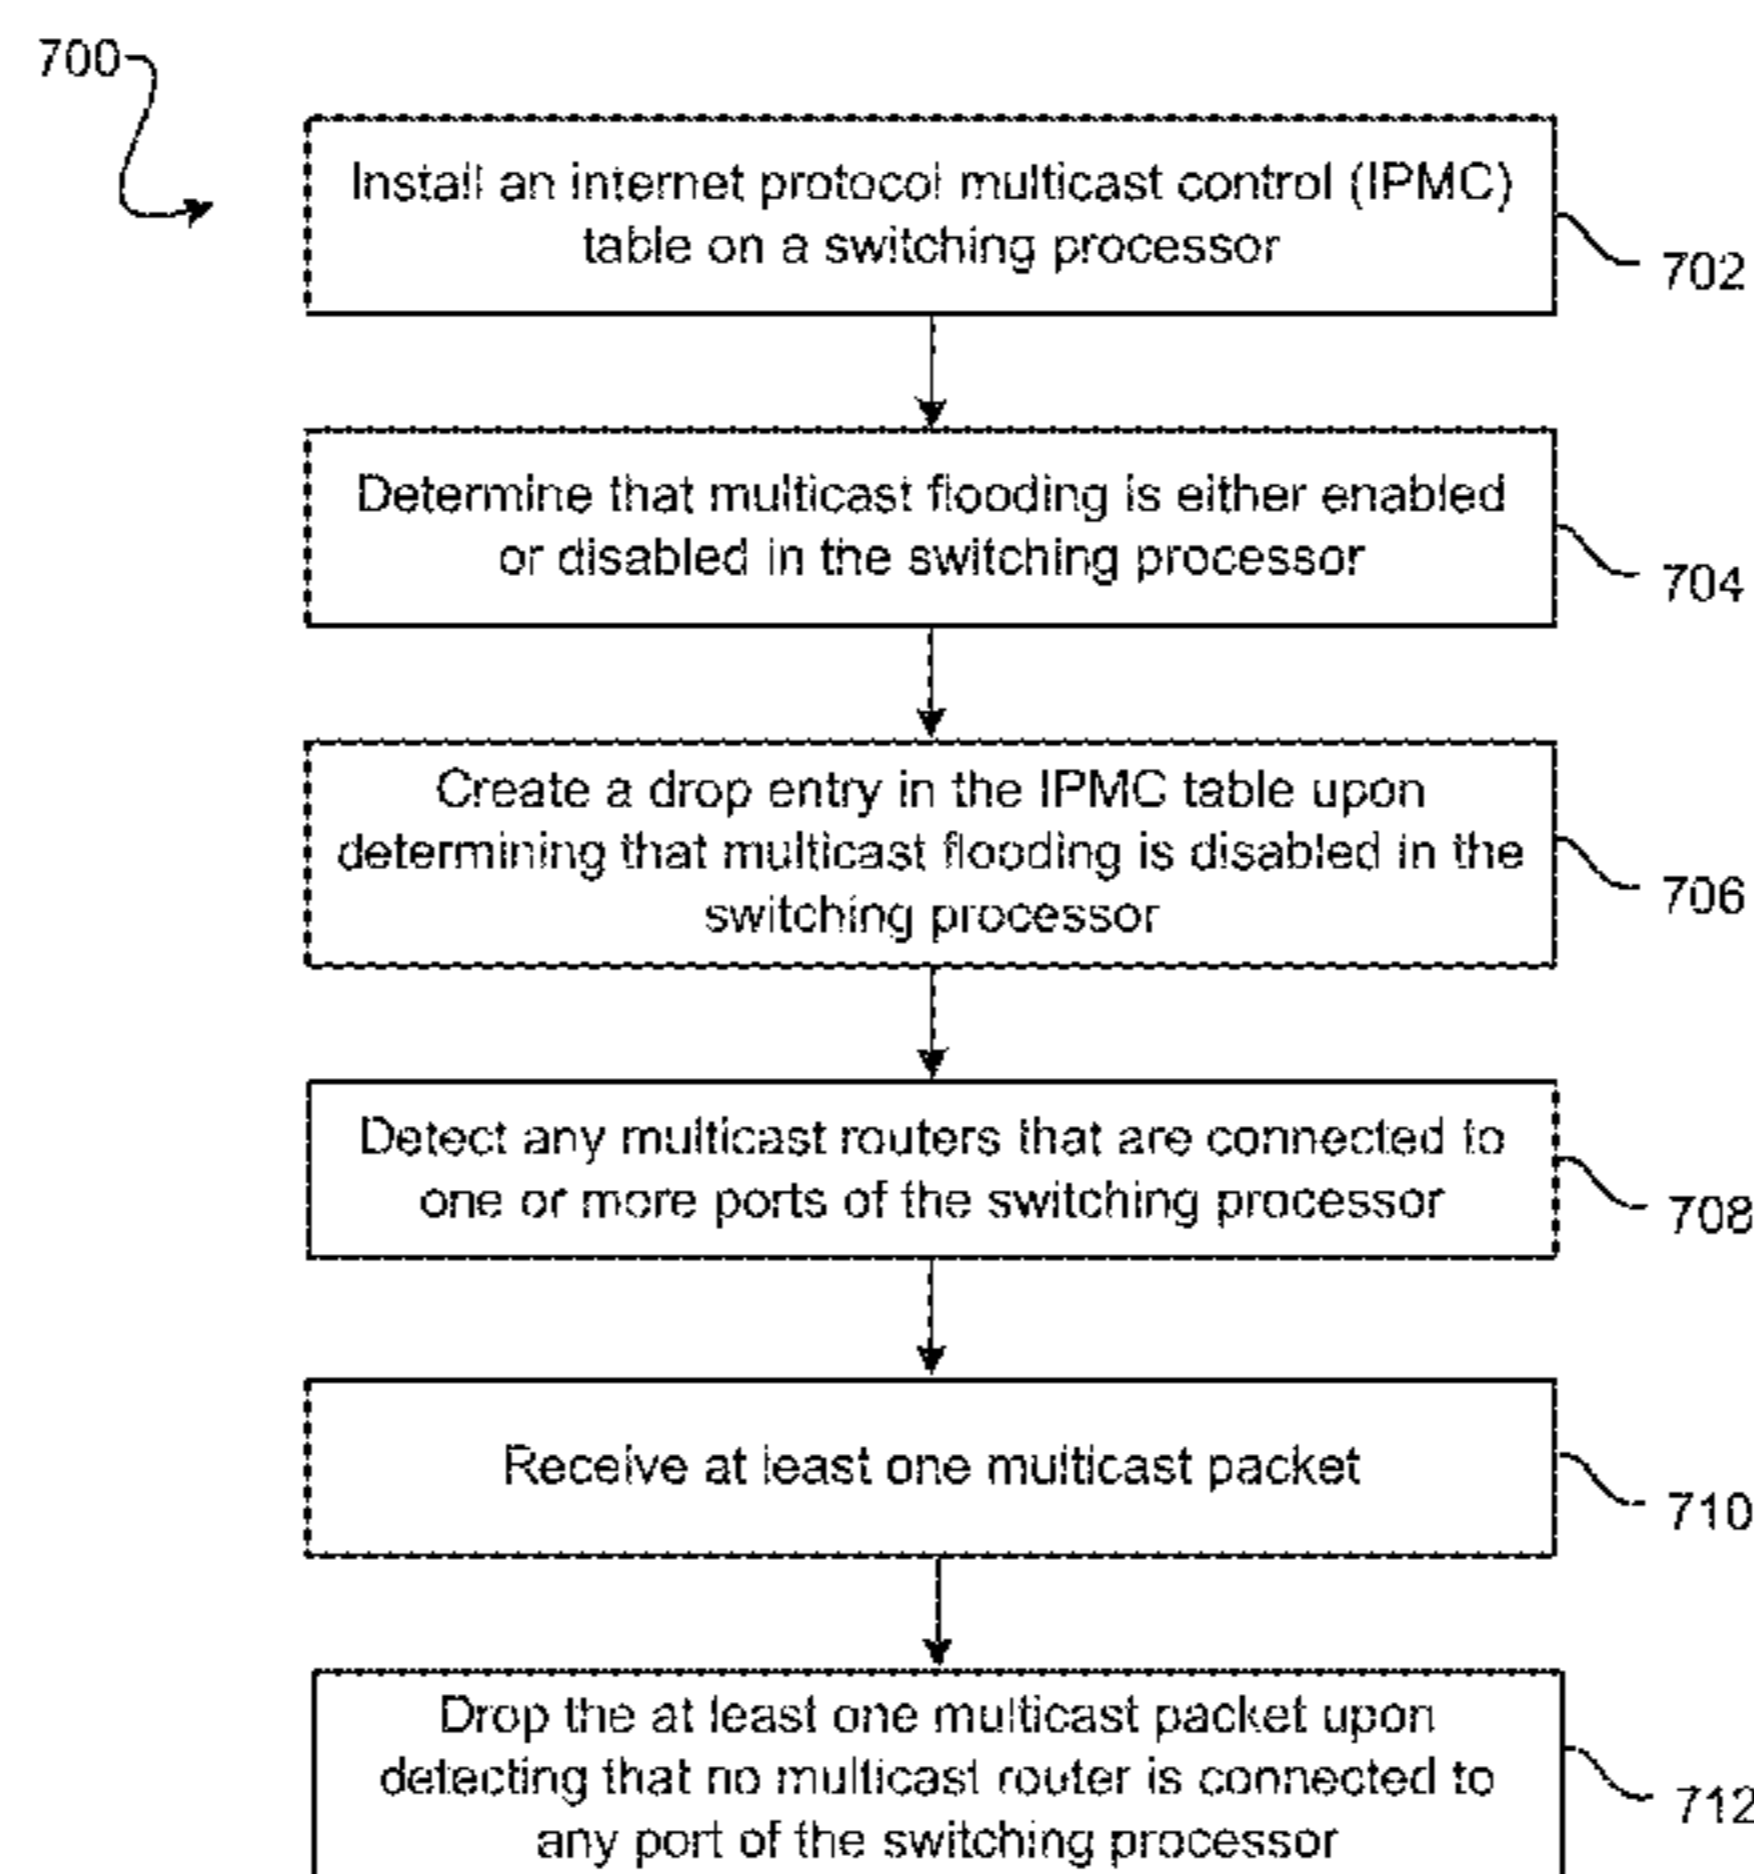 700
Install an internet protocol multicast control (IPMC)
table on a switching processor
702
Determine that multicast flooding is either enabled
or disabled in the switching processor
704
Create a drop entry in the IPMC table upon
determining that multicast flooding is disabled in the
switching processor
706
Detect any multicast routers that are connected to
one or more ports of the switching processor
708
Receive at least one multicast packet
710
Drop the at least one multicast packet upon
detecting that no multicast router is connected to
any port of the switching processor
712